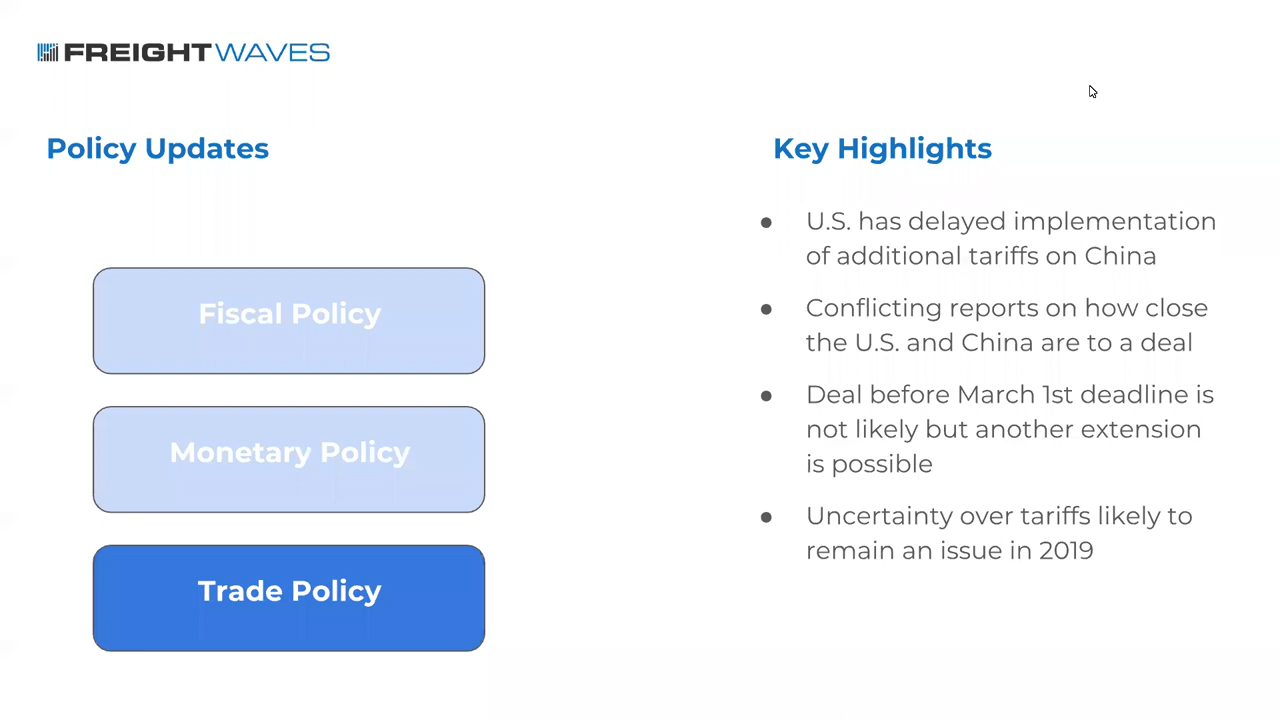 FREIGHTWAVES
Policy Updates
Fiscal Policy
Monetary Policy
Trade Policy
Key Highlights
● U.S. has delayed implementation
of additional tariffs on China
● Conflicting reports on how close
the U.S. and China are to a deal
● Deal before March 1st deadline is
not likely but another extension
is possible
● Uncertainty over tariffs likely to
remain an issue in 2019